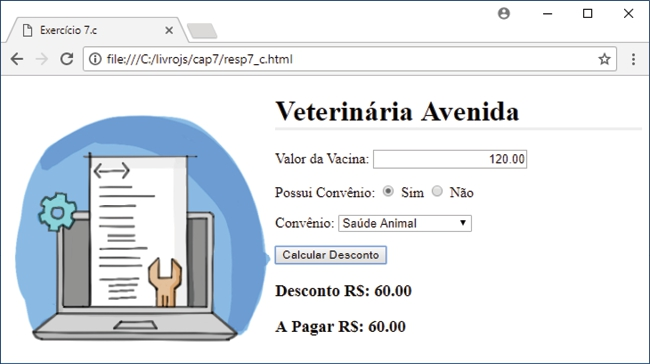 Exercício 7.c
file:///C:/livrojs/cap7/resp7_c.html
Veterinária Avenida
Valor da Vacina: 120.00
Possui Convênio: Sim Não
Convênio: Saúde Animal
Calcular Desconto
Desconto R$: 60.00
A Pagar R$: 60.00